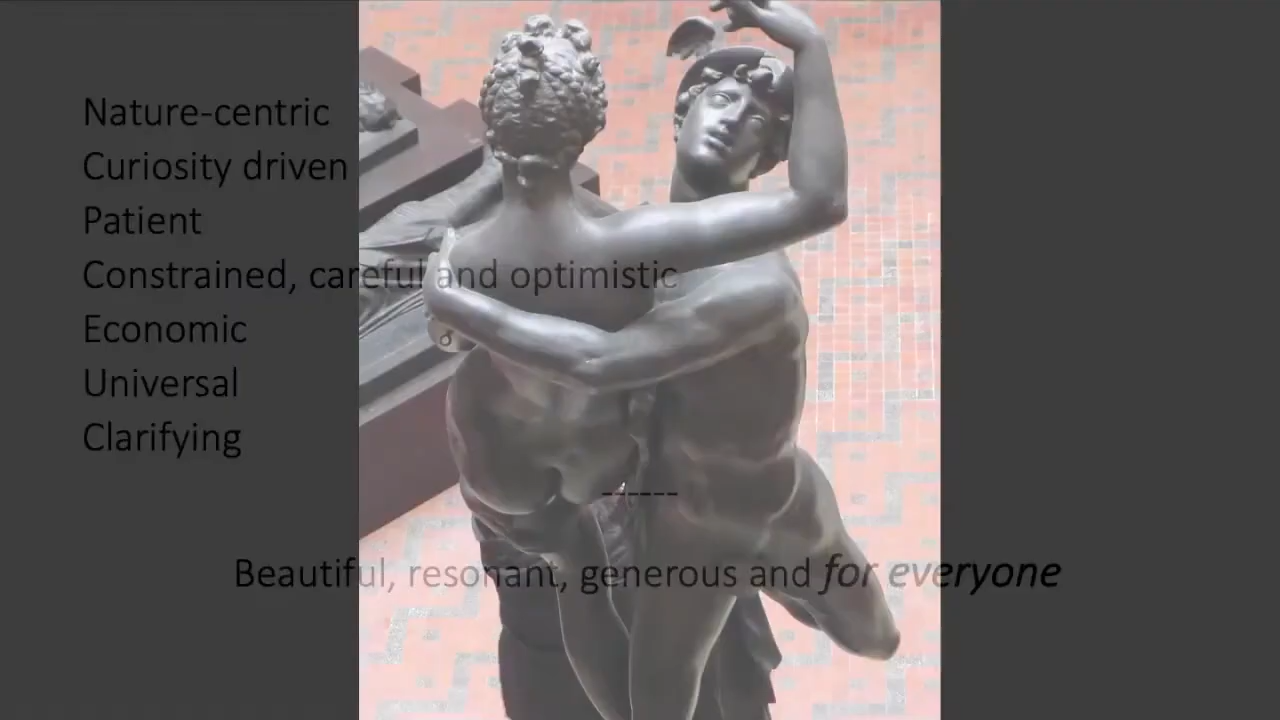 Nature-centric
Curiosity driven
Patient
Constrained, careful and optimistic
Economic
Universal
Clarifying
------
Beautiful, resonant, generous and for everyone